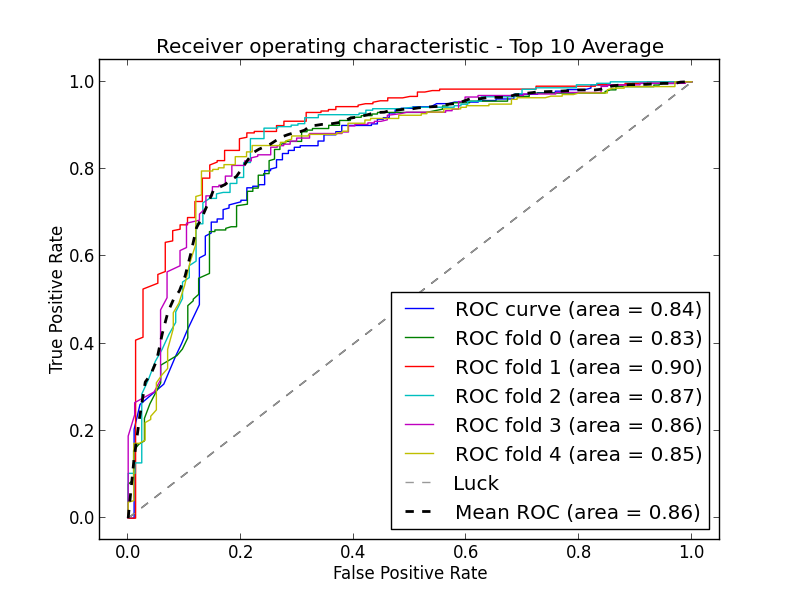 Receiver operating characteristic - Top 10 Average
True Positive Rate
1.0
0.8
0.6
0.4
0.2
0.0
ROC curve (area = 0.84)
ROC fold 0 (area = 0.83)
ROC fold 1 (area = 0.90)
ROC fold 2 (area = 0.87)
ROC fold 3 (area = 0.86)
ROC fold 4 (area = 0.85)
Luck
Mean ROC (area = 0.86)
0.0 0.2 0.4 0.6 0.8 1.0
False Positive Rate